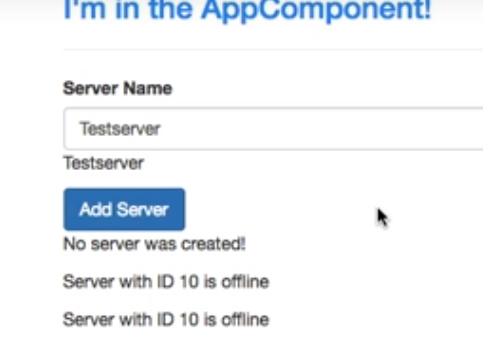 I'm in the AppComponent!
Server Name
Testserver
Testserver
Add Server
No server was created!
Server with ID 10 is offline
Server with ID 10 is offline